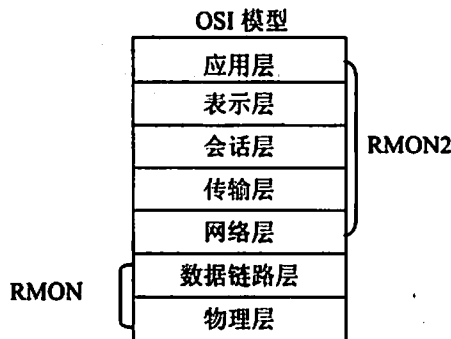 OSI 模型
应用层
表示层
会话层
RMON2
传输层
网络层
数据链路层
RMON
物理层